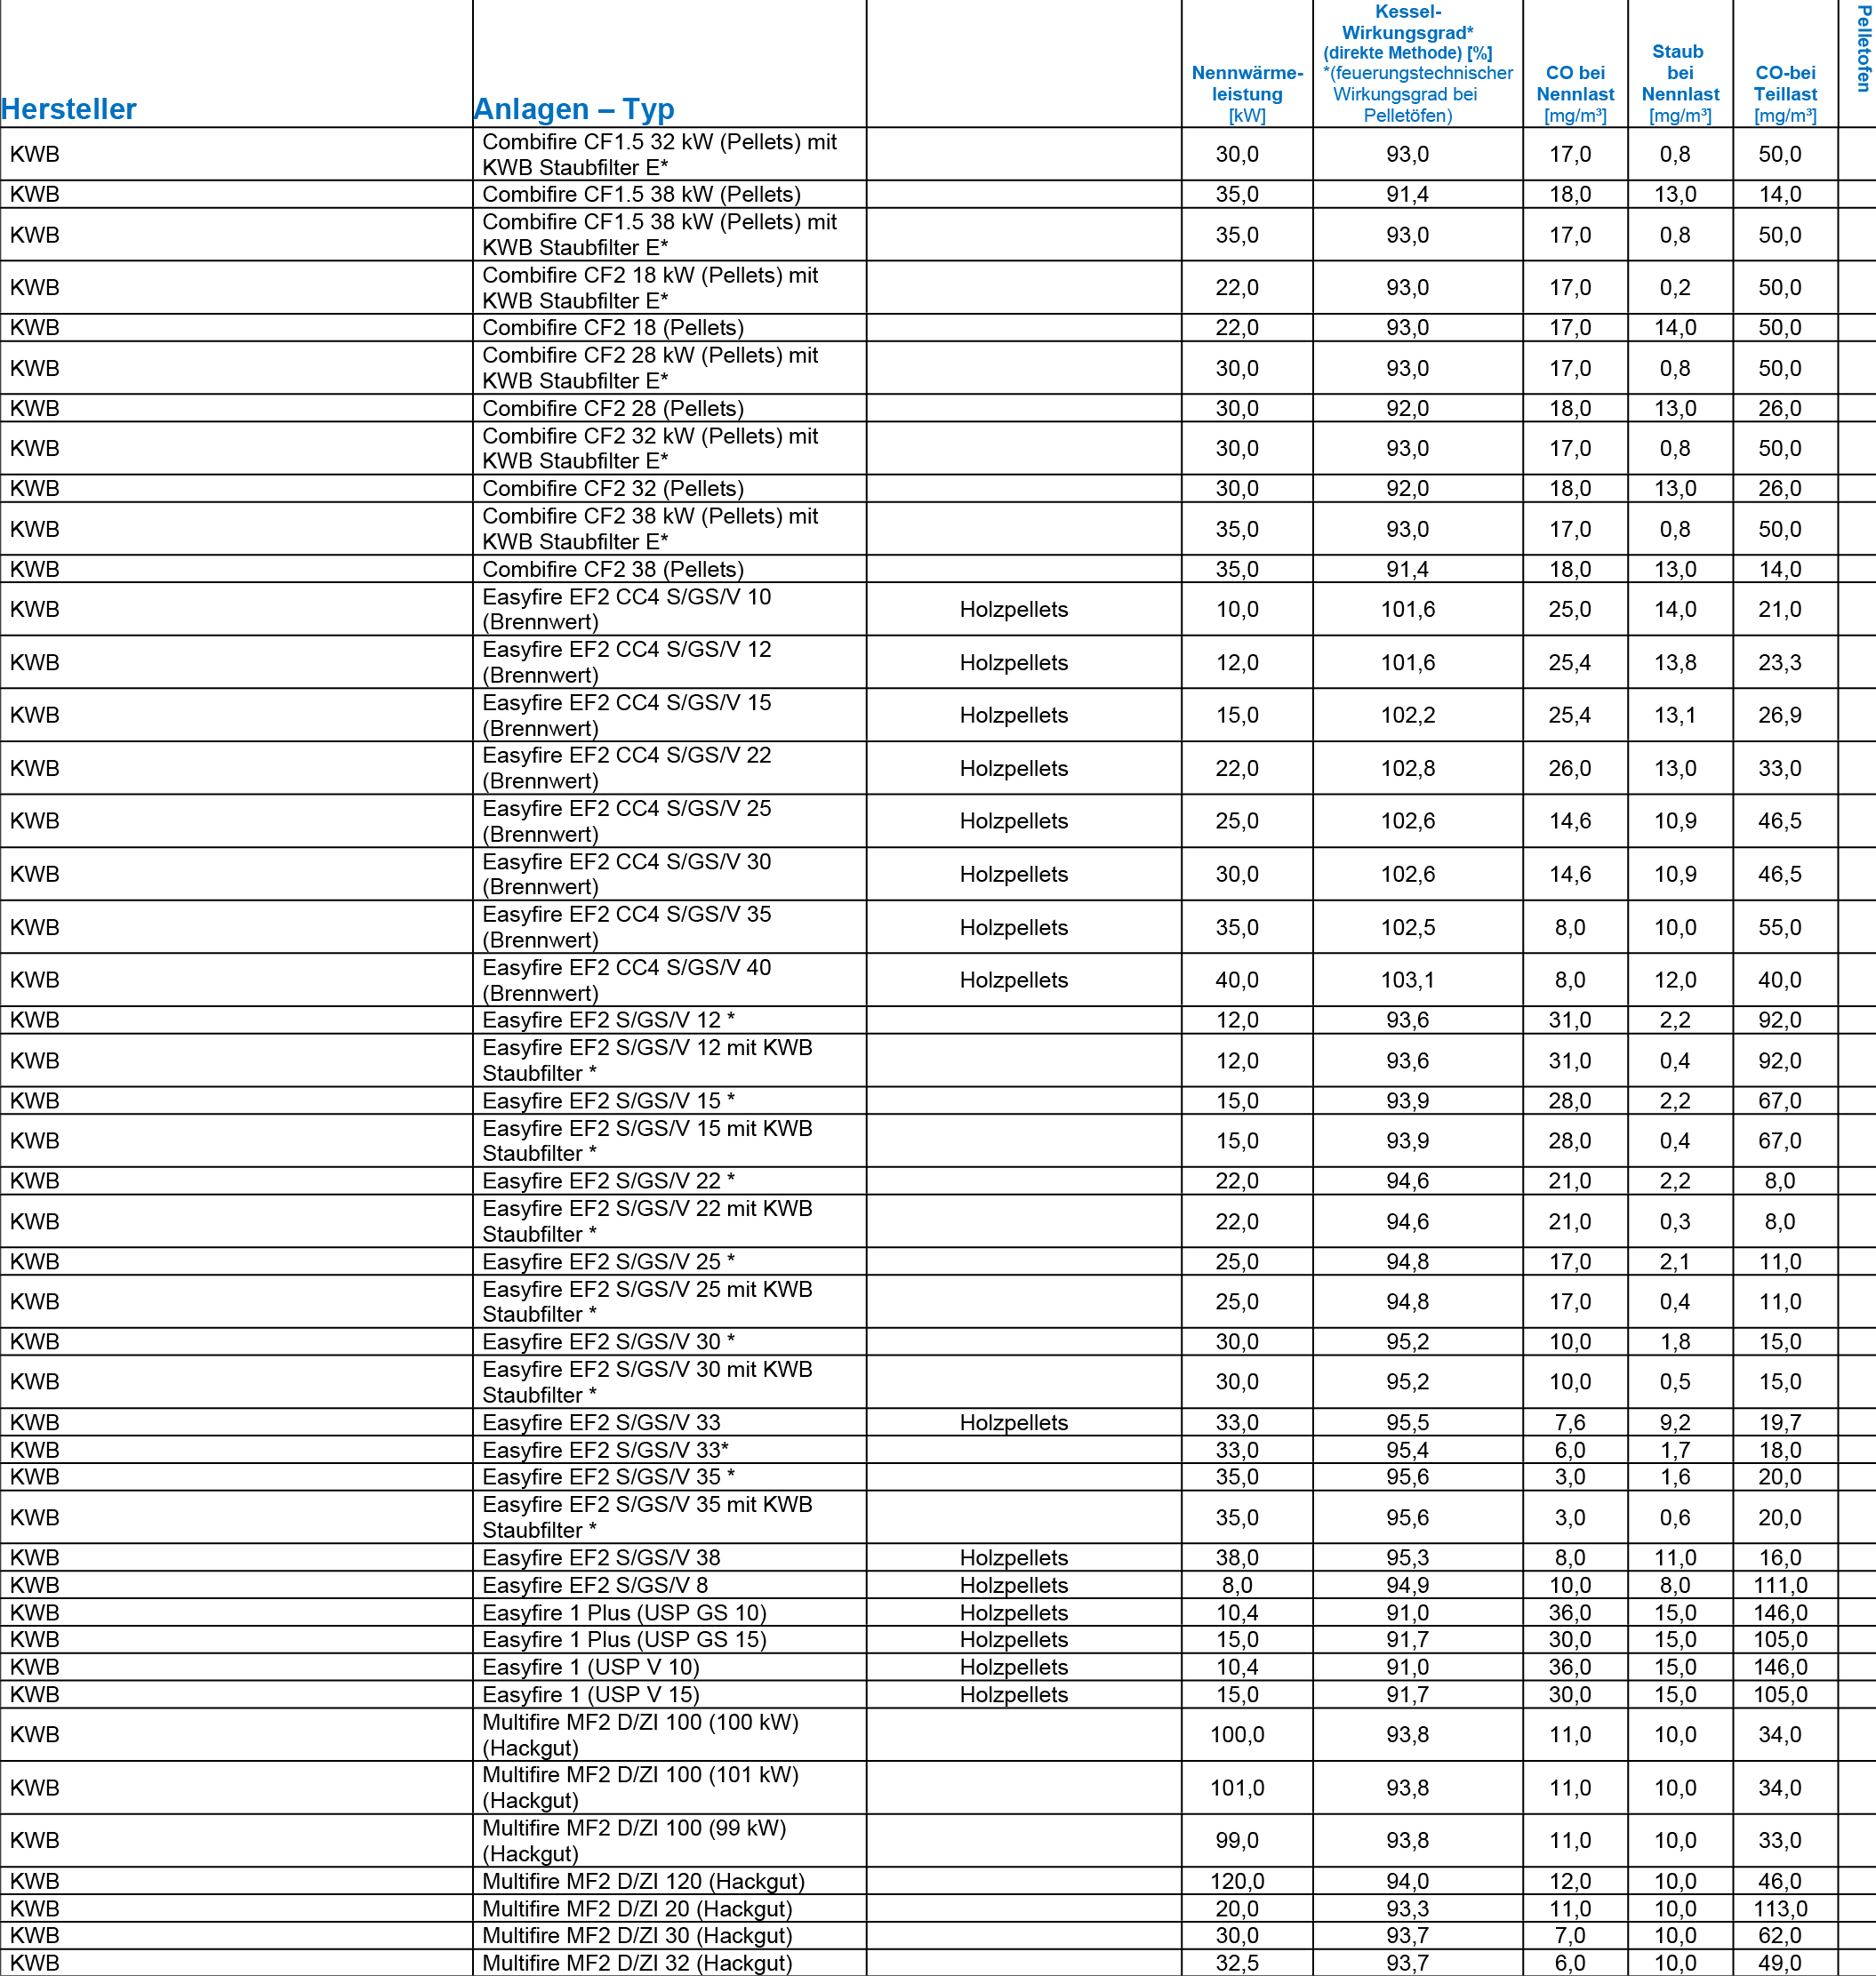 Hersteller Anlagen – Typ Nennwärme-leistung [kW] Kessel-Wirkungsgrad* (direkte Methode) [%] *(feuerungstechnischer Wirkungsgrad bei Pelletöfen) CO bei Nennlast [mg/m³] Staub bei Nennlast [mg/m³] CO-bei Teillast [mg/m³] Pelletofen
KWB Combifire CF1.5 32 kW (Pellets) mit KWB Staubfilter E* 30,0 93,0 17,0 0,8 50,0
KWB Combifire CF1.5 38 kW (Pellets) 35,0 91,4 18,0 13,0 14,0
KWB Combifire CF1.5 38 kW (Pellets) mit KWB Staubfilter E* 35,0 93,0 17,0 0,8 50,0
KWB Combifire CF2 18 kW (Pellets) mit KWB Staubfilter E* 22,0 93,0 17,0 0,2 50,0
KWB Combifire CF2 18 (Pellets) 22,0 93,0 17,0 14,0 50,0
KWB Combifire CF2 28 kW (Pellets) mit KWB Staubfilter E* 30,0 93,0 17,0 0,8 50,0
KWB Combifire CF2 28 (Pellets) 30,0 92,0 18,0 13,0 26,0
KWB Combifire CF2 32 kW (Pellets) mit KWB Staubfilter E* 30,0 93,0 17,0 0,8 50,0
KWB Combifire CF2 32 (Pellets) 30,0 92,0 18,0 13,0 26,0
KWB Combifire CF2 38 kW (Pellets) mit KWB Staubfilter E* 35,0 93,0 17,0 0,8 50,0
KWB Combifire CF2 38 (Pellets) 35,0 91,4 18,0 13,0 14,0
KWB Easyfire EF2 CC4 S/GS/V 10 (Brennwert) Holzpellets 10,0 101,6 25,0 14,0 21,0
KWB Easyfire EF2 CC4 S/GS/V 12 (Brennwert) Holzpellets 12,0 101,6 25,4 13,8 23,3
KWB Easyfire EF2 CC4 S/GS/V 15 (Brennwert) Holzpellets 15,0 102,2 25,4 13,1 26,9
KWB Easyfire EF2 CC4 S/GS/V 22 (Brennwert) Holzpellets 22,0 102,8 26,0 13,0 33,0
KWB Easyfire EF2 CC4 S/GS/V 25 (Brennwert) Holzpellets 25,0 102,6 14,6 10,9 46,5
KWB Easyfire EF2 CC4 S/GS/V 30 (Brennwert) Holzpellets 30,0 102,6 14,6 10,9 46,5
KWB Easyfire EF2 CC4 S/GS/V 35 (Brennwert) Holzpellets 35,0 102,5 8,0 10,0 55,0
KWB Easyfire EF2 CC4 S/GS/V 40 (Brennwert) Holzpellets 40,0 103,1 8,0 12,0 40,0
KWB Easyfire EF2 S/GS/V 12 * 12,0 93,6 31,0 2,2 92,0
KWB Easyfire EF2 S/GS/V 12 mit KWB Staubfilter * 12,0 93,6 31,0 0,4 92,0
KWB Easyfire EF2 S/GS/V 15 * 15,0 93,9 28,0 2,2 67,0
KWB Easyfire EF2 S/GS/V 15 mit KWB Staubfilter * 15,0 93,9 28,0 0,4 67,0
KWB Easyfire EF2 S/GS/V 22 * 22,0 94,6 21,0 2,2 8,0
KWB Easyfire EF2 S/GS/V 22 mit KWB Staubfilter * 22,0 94,6 21,0 0,3 8,0
KWB Easyfire EF2 S/GS/V 25 * 25,0 94,8 17,0 2,1 11,0
KWB Easyfire EF2 S/GS/V 25 mit KWB Staubfilter * 25,0 94,8 17,0 0,4 11,0
KWB Easyfire EF2 S/GS/V 30 * 30,0 95,2 10,0 1,8 15,0
KWB Easyfire EF2 S/GS/V 30 mit KWB Staubfilter * 30,0 95,2 10,0 0,5 15,0
KWB Easyfire EF2 S/GS/V 33 Holzpellets 33,0 95,5 7,6 9,2 19,7
KWB Easyfire EF2 S/GS/V 33* 33,0 95,4 6,0 1,7 18,0
KWB Easyfire EF2 S/GS/V 35 * 35,0 95,6 3,0 1,6 20,0
KWB Easyfire EF2 S/GS/V 35 mit KWB Staubfilter * 35,0 95,6 3,0 0,6 20,0
KWB Easyfire EF2 S/GS/V 38 Holzpellets 38,0 95,3 8,0 11,0 16,0
KWB Easyfire EF2 S/GS/V 8 Holzpellets 8,0 94,9 10,0 8,0 111,0
KWB Easyfire 1 Plus (USP GS 10) Holzpellets 10,4 91,0 36,0 15,0 146,0
KWB Easyfire 1 Plus (USP GS 15) Holzpellets 15,0 91,7 30,0 15,0 105,0
KWB Easyfire 1 (USP V 10) Holzpellets 10,4 91,0 36,0 15,0 146,0
KWB Easyfire 1 (USP V 15) Holzpellets 15,0 91,7 30,0 15,0 105,0
KWB Multifire MF2 D/ZI 100 (100 kW) (Hackgut) 100,0 93,8 11,0 10,0 34,0
KWB Multifire MF2 D/ZI 100 (101 kW) (Hackgut) 101,0 93,8 11,0 10,0 34,0
KWB Multifire MF2 D/ZI 100 (99 kW) (Hackgut) 99,0 93,8 11,0 10,0 33,0
KWB Multifire MF2 D/ZI 120 (Hackgut) 120,0 94,0 12,0 10,0 46,0
KWB Multifire MF2 D/ZI 20 (Hackgut) 20,0 93,3 11,0 10,0 113,0
KWB Multifire MF2 D/ZI 30 (Hackgut) 30,0 93,7 7,0 10,0 62,0
KWB Multifire MF2 D/ZI 32 (Hackgut) 32,5 93,7 6,0 10,0 49,0